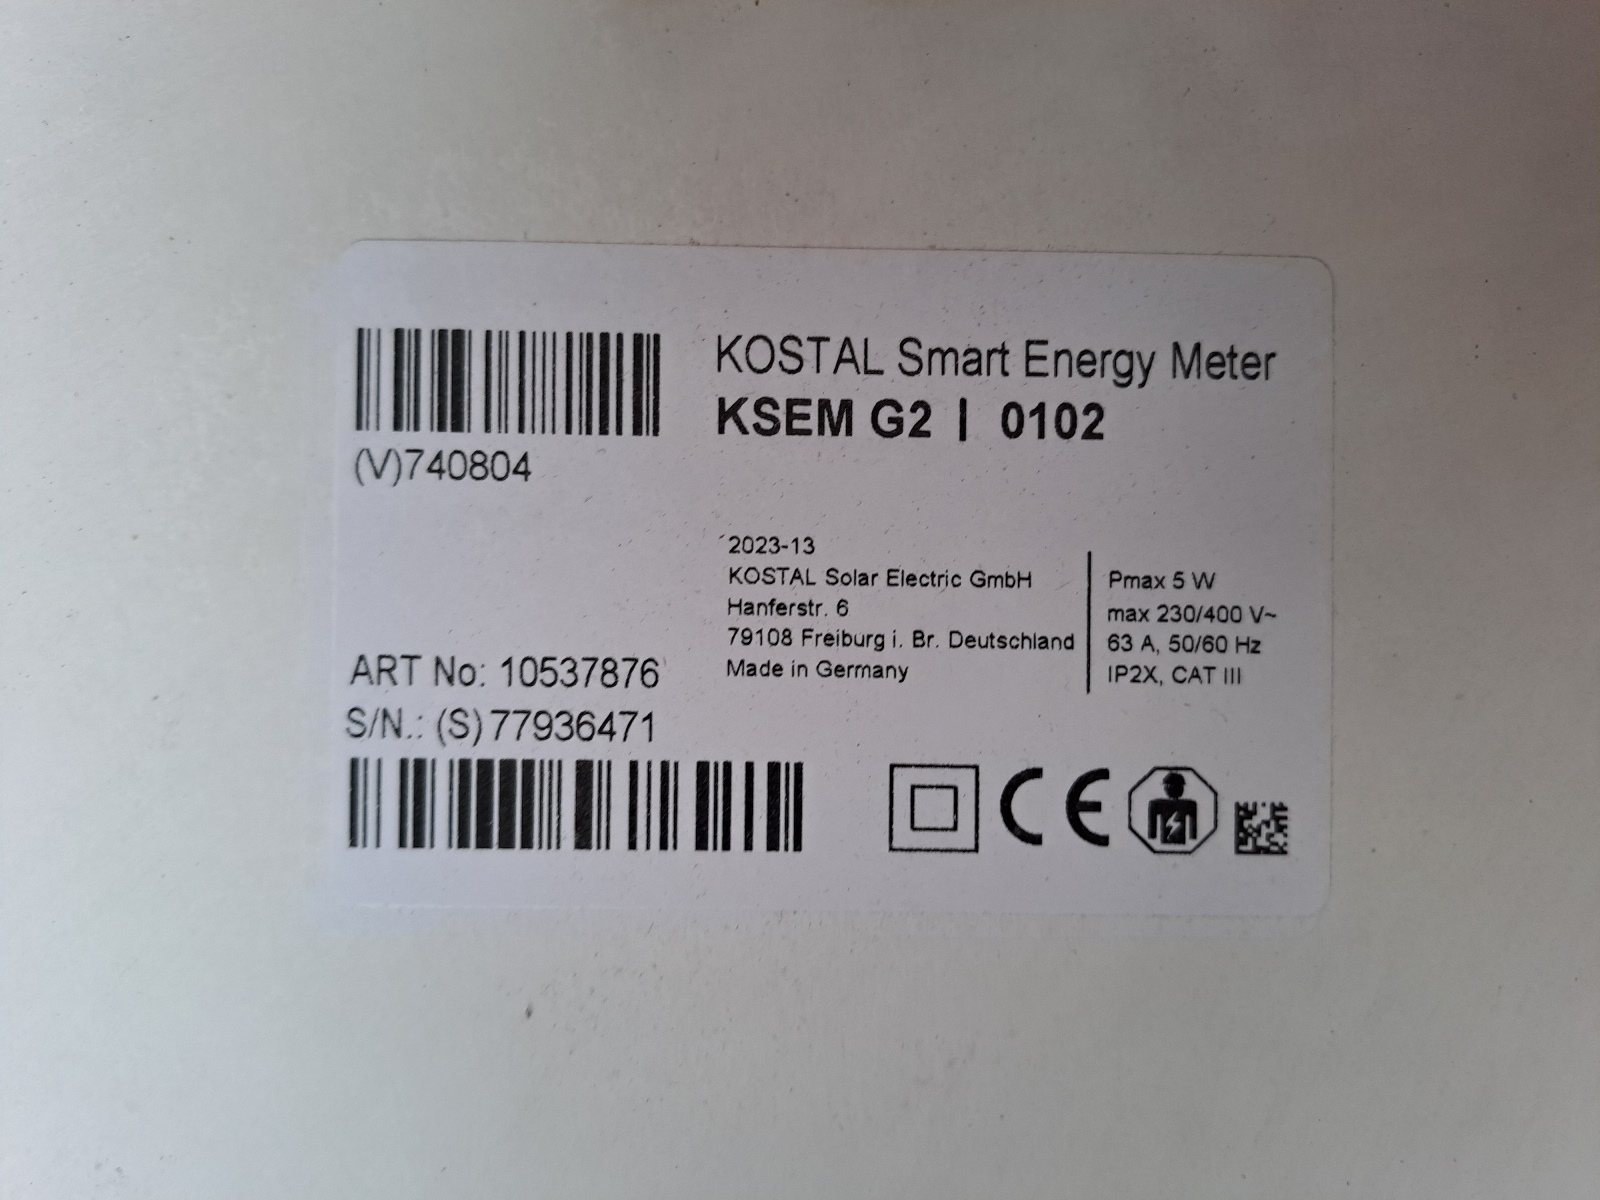 KOSTAL Smart Energy Meter
KSEM G2 | 0102
(V)740804
2023-13
KOSTAL Solar Electric GmbH
Hanferstr. 6
79108 Freiburg i. Br. Deutschland
Made in Germany
Pmax 5 W
max 230/400 V~
63 A, 50/60 Hz
IP2X, CAT III
ART No: 10537876
S/N.: (S)77936471
CE